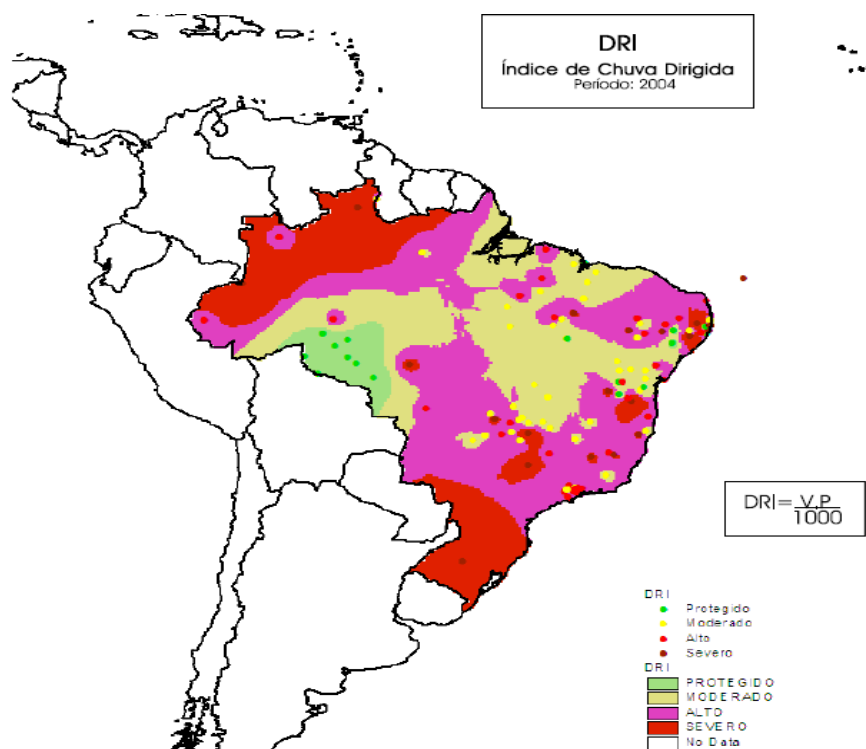 DRI
Índice de Chuva Dirigida
Período: 2004
DRI=V.P
1000
DRI
Protegido
Moderado
Alto
Severo
DRI
PROTEGIDO
MODERADO
ALTO
SEVERO
No Data